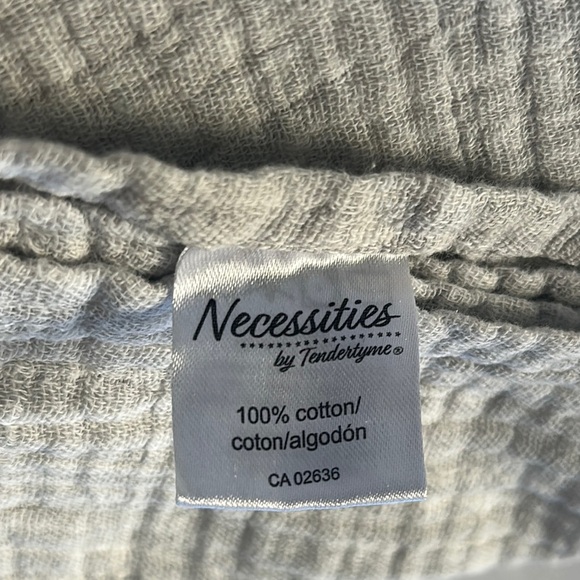 Necessities
by Tendertyme®
100% cotton/
coton/algodón
CA 02636